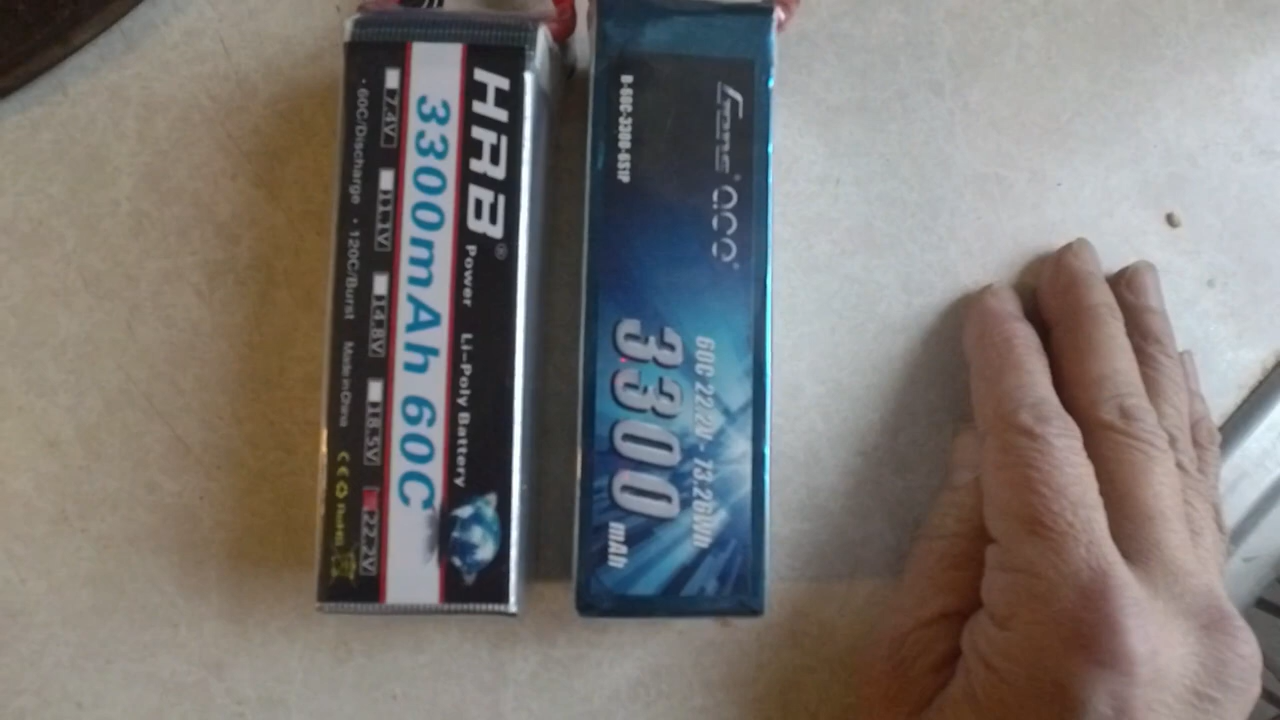 HRB®
Power Li-Poly Battery
3300mAh 60C
7.4V 11.1V 14.8V 18.5V 22.2V
· 60C/Discharge · 120C/Burst Made in China CE RoHS
Gens ace®
B-60C-3300-6S1P
60C 22.2V - 73.26Wh
3300 mAh